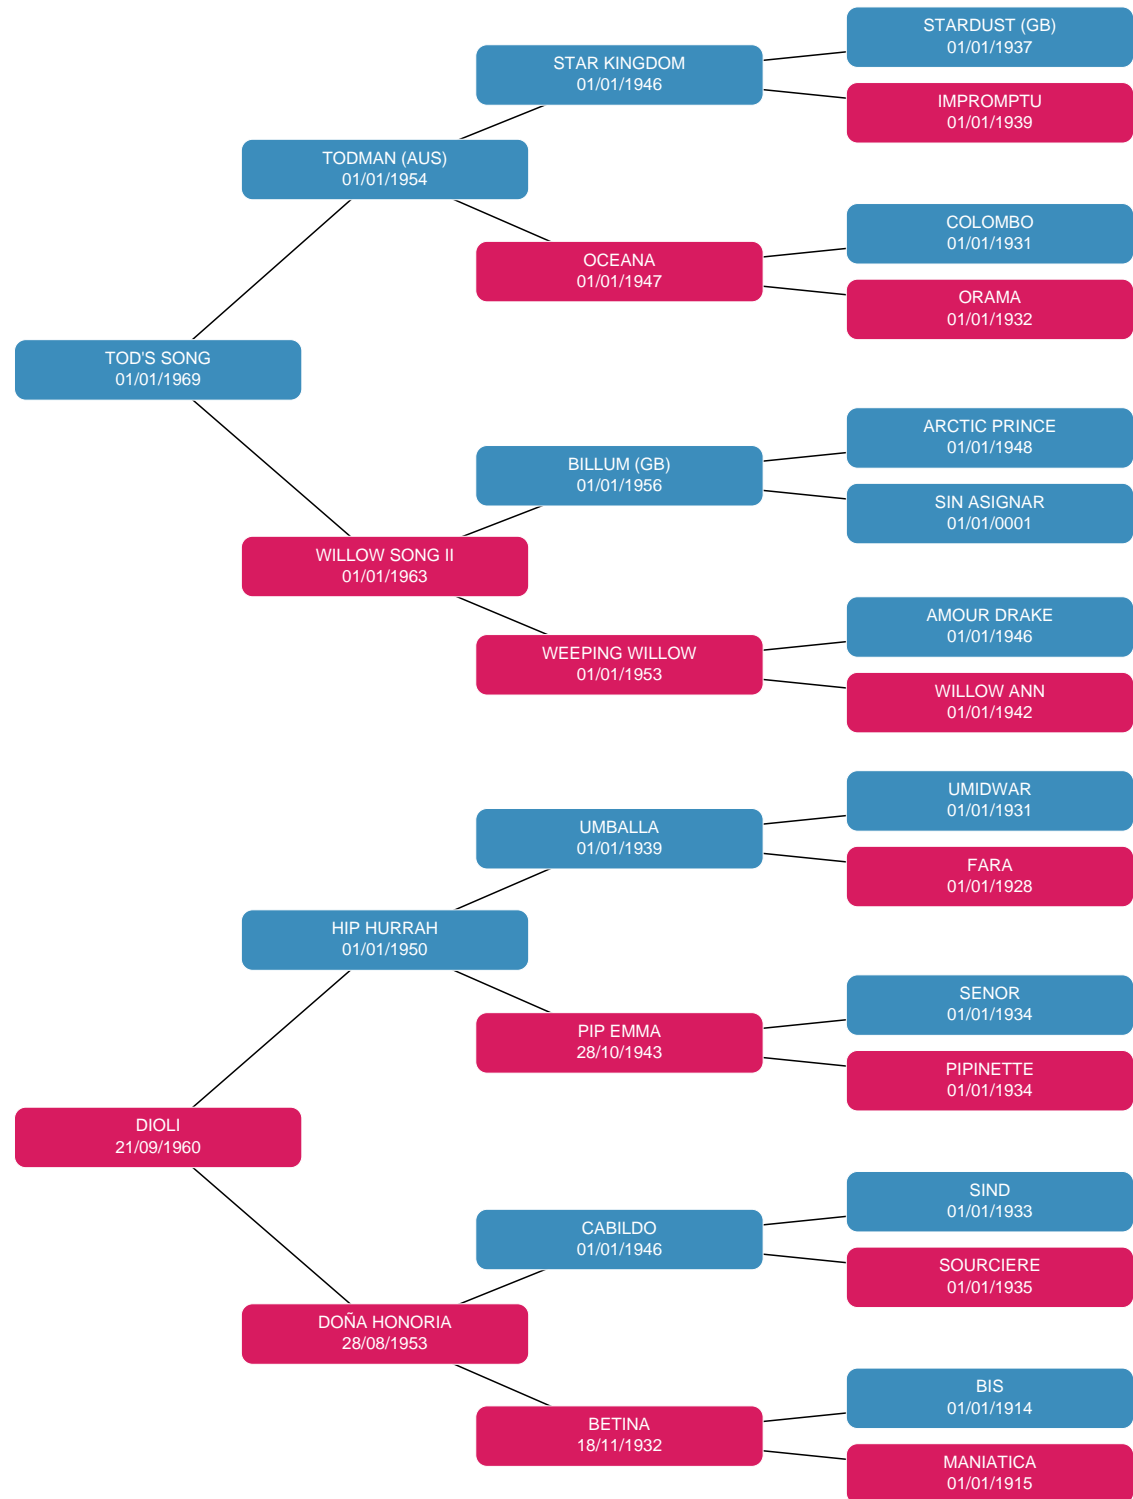 STARDUST (GB)
01/01/1937
STAR KINGDOM
01/01/1946
IMPROMPTU
01/01/1939
TODMAN (AUS)
01/01/1954
COLOMBO
01/01/1931
OCEANA
01/01/1947
ORAMA
01/01/1932
TOD'S SONG
01/01/1969
ARCTIC PRINCE
01/01/1948
BILLUM (GB)
01/01/1956
SIN ASIGNAR
01/01/0001
WILLOW SONG II
01/01/1963
AMOUR DRAKE
01/01/1946
WEEPING WILLOW
01/01/1953
WILLOW ANN
01/01/1942
UMIDWAR
01/01/1931
UMBALLA
01/01/1939
FARA
01/01/1928
HIP HURRAH
01/01/1950
SENOR
01/01/1934
PIP EMMA
28/10/1943
PIPINETTE
01/01/1934
DIOLI
21/09/1960
SIND
01/01/1933
CABILDO
01/01/1946
SOURCIERE
01/01/1935
DOÑA HONORIA
28/08/1953
BIS
01/01/1914
BETINA
18/11/1932
MANIATICA
01/01/1915